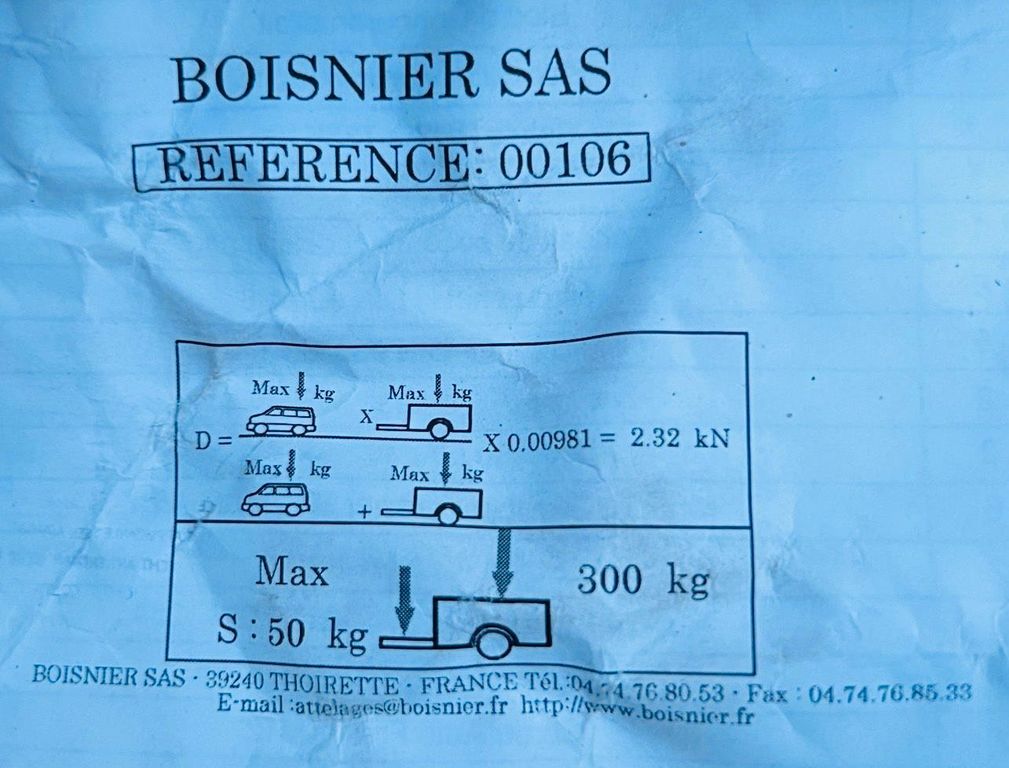 BOISNIER SAS
REFERENCE: 00106
Max kg X Max kg
D = X 0.00981 = 2.32 kN
Max kg + Max kg
Max 300 kg
S : 50 kg
BOISNIER SAS · 39240 THOIRETTE · FRANCE Tél.:04.74.76.80.53 · Fax : 04.74.76.85.33
E-mail :attelages@boisnier.fr http://www.boisnier.fr